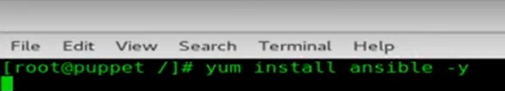 File Edit View Search Terminal Help
[root@puppet /]# yum install ansible -y